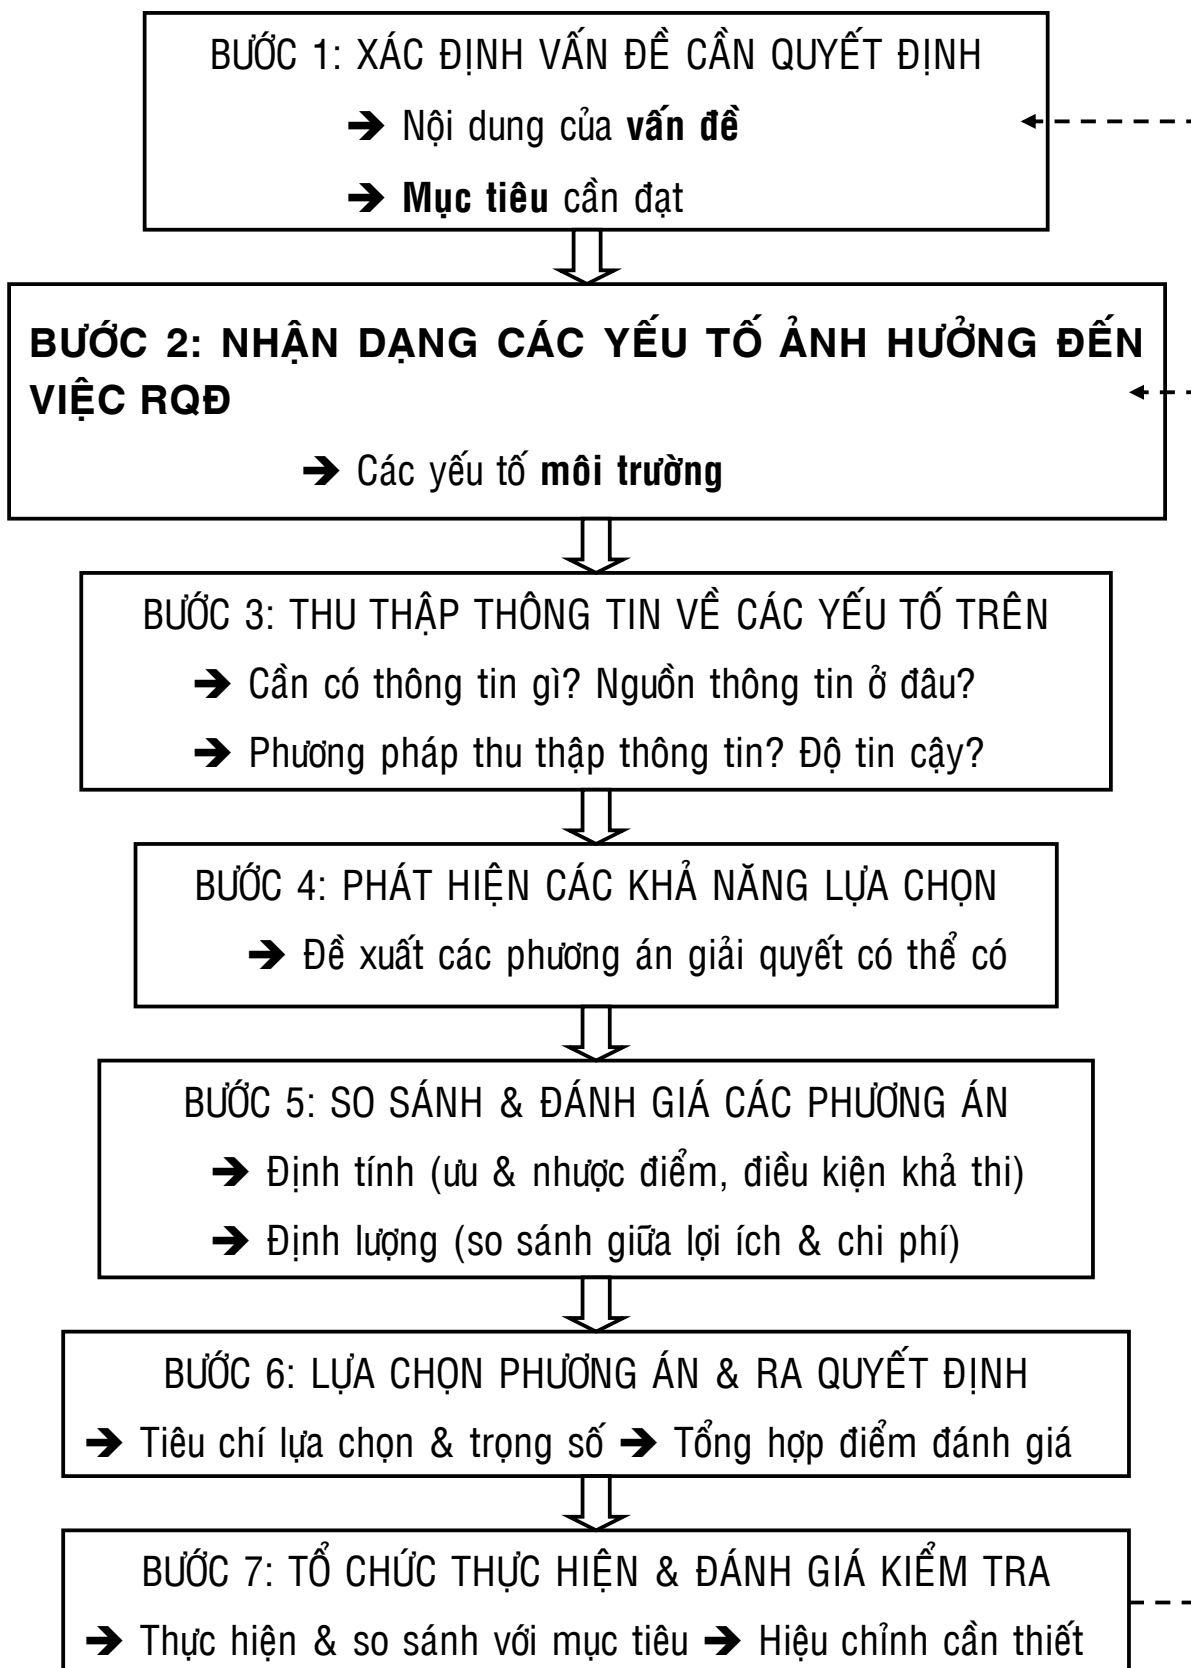 BƯỚC 1: XÁC ĐỊNH VẤN ĐỀ CẦN QUYẾT ĐỊNH
➔ Nội dung của vấn đề
➔ Mục tiêu cần đạt
BƯỚC 2: NHẬN DẠNG CÁC YẾU TỐ ẢNH HƯỞNG ĐẾN
VIỆC RQĐ
➔ Các yếu tố môi trường
BƯỚC 3: THU THẬP THÔNG TIN VỀ CÁC YẾU TỐ TRÊN
➔ Cần có thông tin gì? Nguồn thông tin ở đâu?
➔ Phương pháp thu thập thông tin? Độ tin cậy?
BƯỚC 4: PHÁT HIỆN CÁC KHẢ NĂNG LỰA CHỌN
➔ Đề xuất các phương án giải quyết có thể có
BƯỚC 5: SO SÁNH & ĐÁNH GIÁ CÁC PHƯƠNG ÁN
➔ Định tính (ưu & nhược điểm, điều kiện khả thi)
➔ Định lượng (so sánh giữa lợi ích & chi phí)
BƯỚC 6: LỰA CHỌN PHƯƠNG ÁN & RA QUYẾT ĐỊNH
➔ Tiêu chí lựa chọn & trọng số ➔ Tổng hợp điểm đánh giá
BƯỚC 7: TỔ CHỨC THỰC HIỆN & ĐÁNH GIÁ KIỂM TRA
➔ Thực hiện & so sánh với mục tiêu ➔ Hiệu chỉnh cần thiết